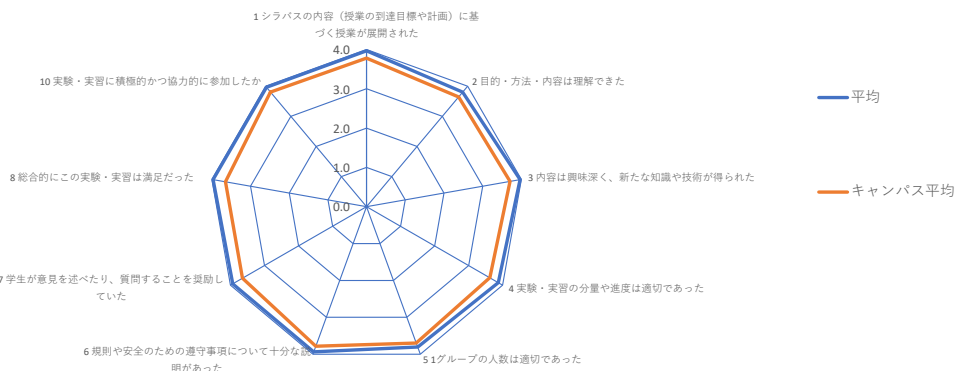 1 シラバスの内容（授業の到達目標や計画）に基
づく授業が展開された
4.0
3.0
2.0
1.0
0.0
2 目的・方法・内容は理解できた
3 内容は興味深く、新たな知識や技術が得られた
4 実験・実習の分量や進度は適切であった
5 1グループの人数は適切であった
6 規則や安全のための遵守事項について十分な説
明があった
7 学生が意見を述べたり、質問することを奨励し
ていた
8 総合的にこの実験・実習は満足だった
10 実験・実習に積極的かつ協力的に参加したか
平均
キャンパス平均